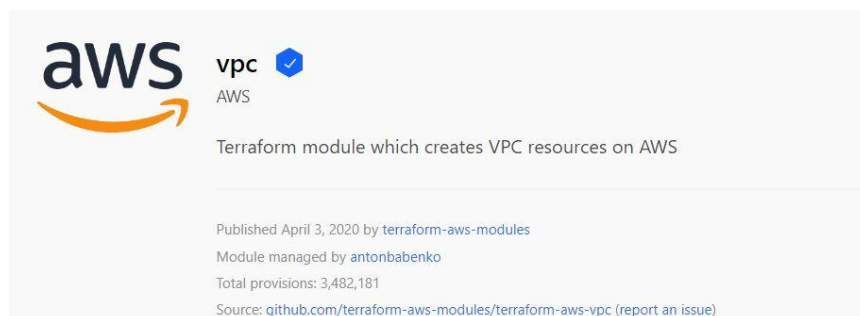 aws
vpc
AWS
Terraform module which creates VPC resources on AWS
Published April 3, 2020 by terraform-aws-modules
Module managed by antonbabenko
Total provisions: 3,482,181
Source: github.com/terraform-aws-modules/terraform-aws-vpc (report an issue)